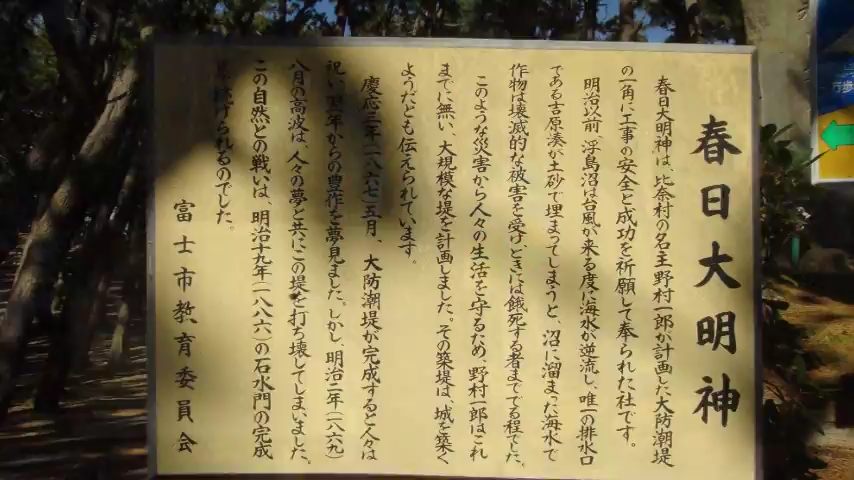 春日大明神
春日大明神は、比奈村の名主野村一郎が計画した大防潮堤
の一角に工事の安全と成功を祈願して奉られた社です。
明治以前、浮島沼は台風が来る度に海水が逆流し、唯一の排水口
である吉原湊が土砂で埋まってしまうと、沼に溜まった海水で
作物は壊滅的な被害を受け、ときには餓死する者まででる程でした。
このような災害から人々の生活を守るため、野村一郎はこれ
までに無い、大規模な堤を計画しました。その築堤は、城を築く
ようだとも伝えられています。
慶応三年(一八六七)五月、大防潮堤が完成すると人々は
祝い、翌年からの豊作を夢見ました。しかし、明治二年(一八六九)
八月の高波は、人々の夢と共にこの堤を打ち壊してしまいました。
この自然との戦いは、明治十九年(一八八六)の石水門の完成
げられるのでした。
富士市教育委員会
行歩